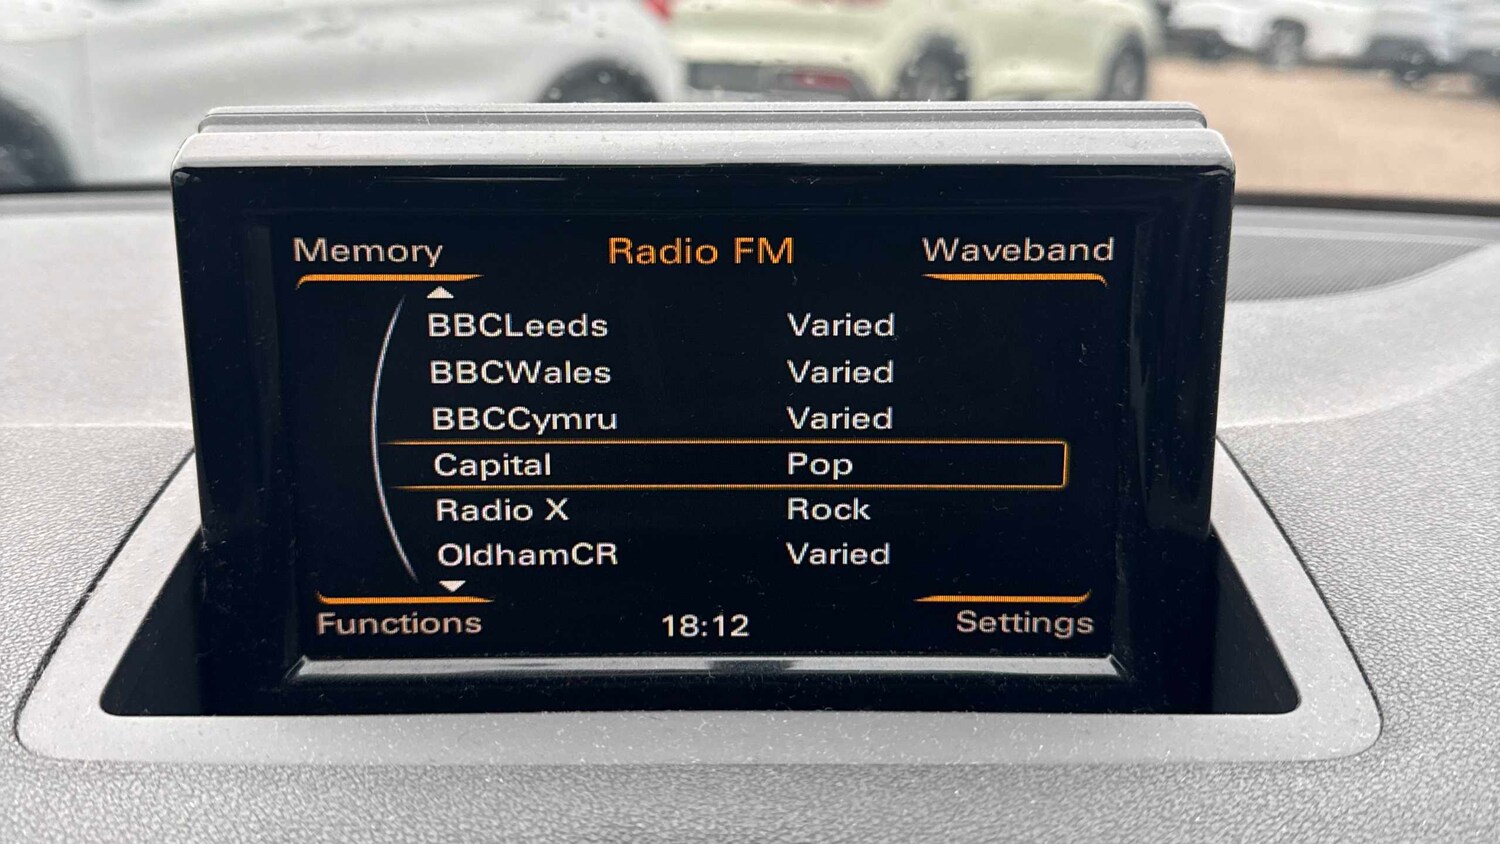 Memory Radio FM Waveband
BBCLeeds Varied
BBCWales Varied
BBCCymru Varied
Capital Pop
Radio X Rock
OldhamCR Varied
Functions 18:12 Settings